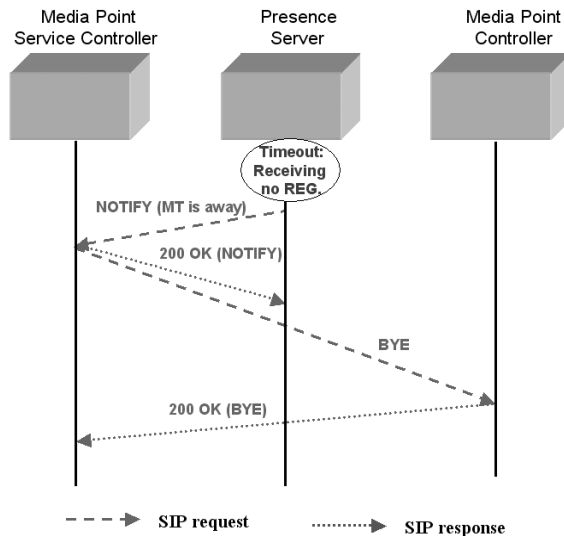 Media Point
Service Controller
Presence
Server
Media Point
Controller
Timeout:
Receiving
no REG.
NOTIFY (MT is away)
200 OK (NOTIFY)
BYE
200 OK (BYE)
SIP request
SIP response